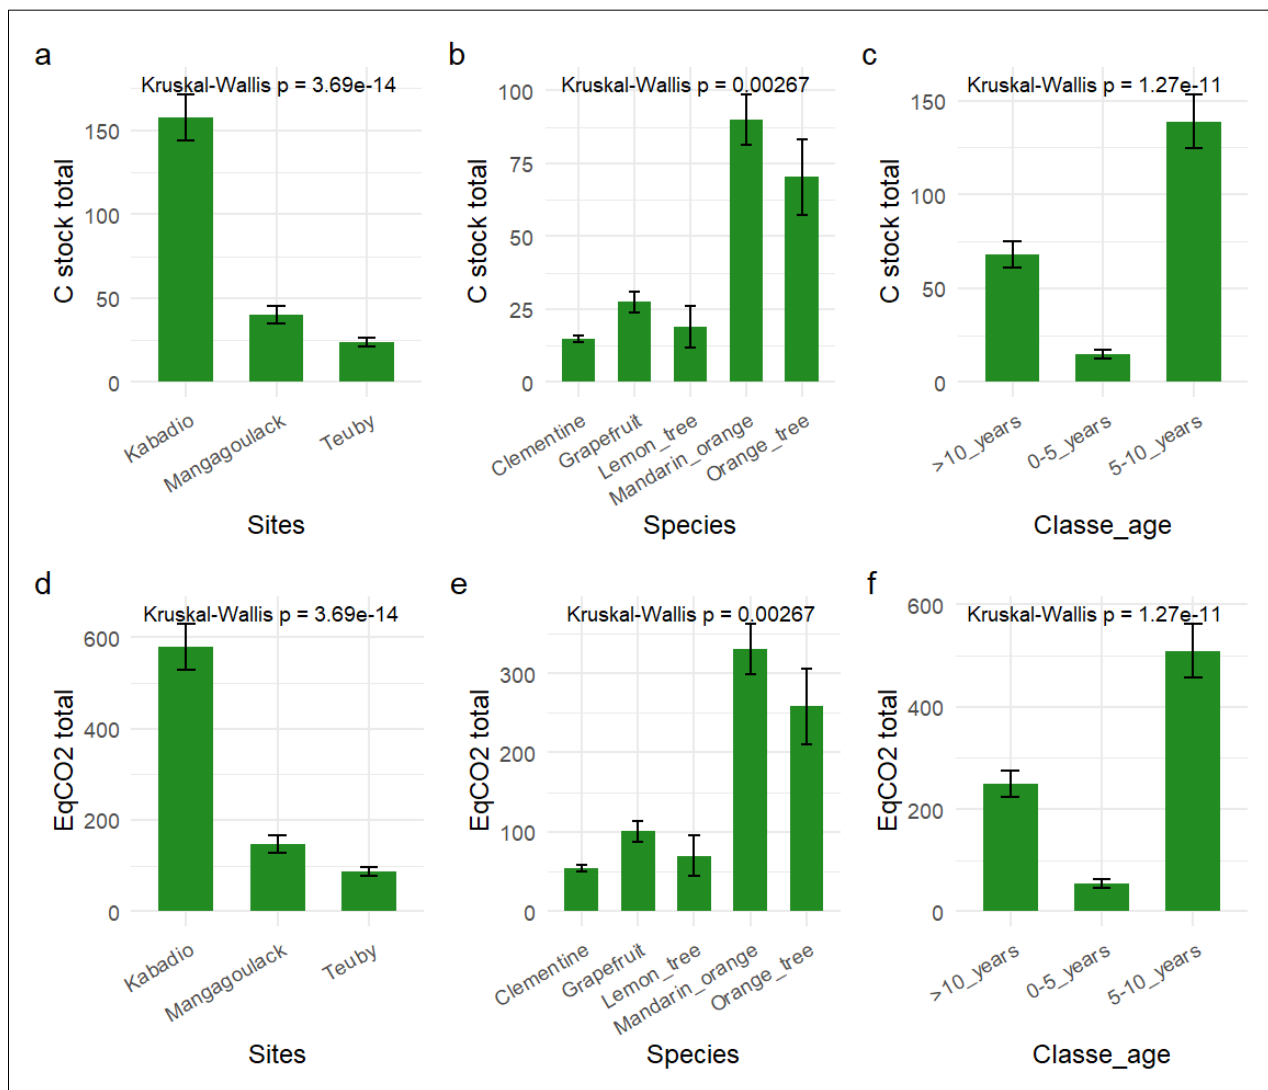 a
Kruskal-Wallis p = 3.69e-14
C stock total
150
100
50
0
Kabadio
Mangagoulack
Teuby
Sites
b
Kruskal-Wallis p = 0.00267
C stock total
100
75
50
25
0
Clementine
Grapefruit
Lemon_tree
Mandarin_orange
Orange_tree
Species
c
Kruskal-Wallis p = 1.27e-11
C stock total
150
100
50
0
>10_years
0-5_years
5-10_years
Classe_age
d
Kruskal-Wallis p = 3.69e-14
EqCO2 total
600
400
200
0
Kabadio
Mangagoulack
Teuby
Sites
e
Kruskal-Wallis p = 0.00267
EqCO2 total
300
200
100
0
Clementine
Grapefruit
Lemon_tree
Mandarin_orange
Orange_tree
Species
f
Kruskal-Wallis p = 1.27e-11
EqCO2 total
600
400
200
0
>10_years
0-5_years
5-10_years
Classe_age